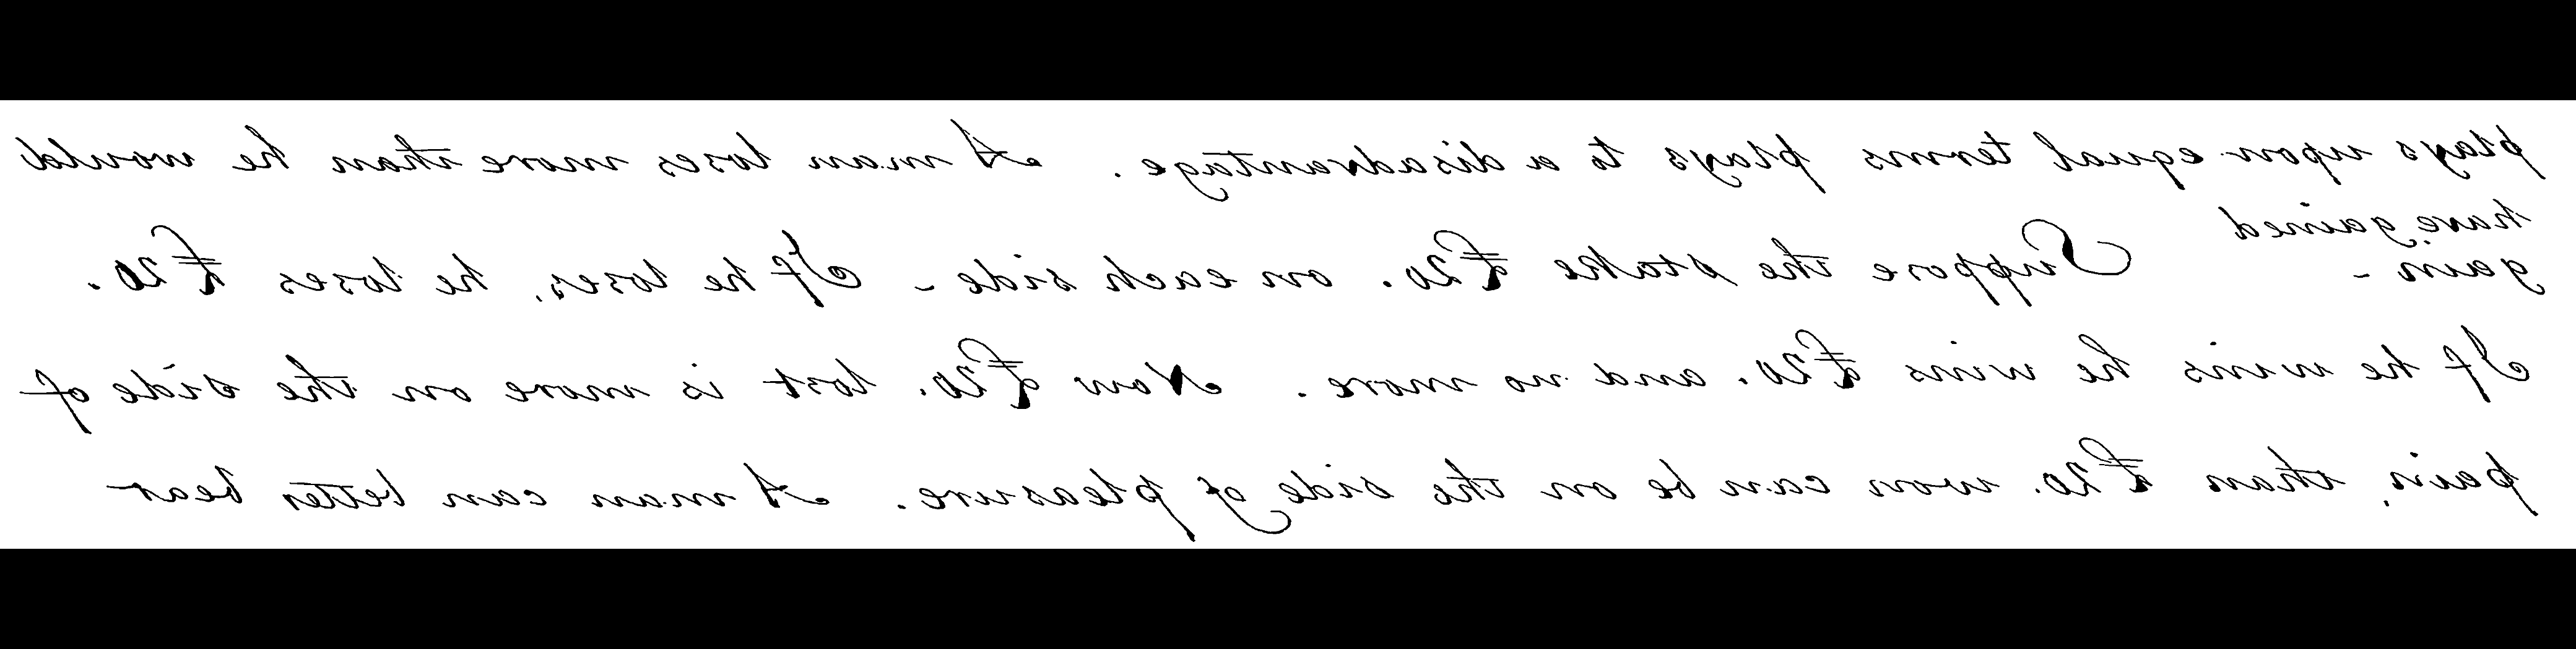 plays upon equal terms plays to a disadvantage. A man loses more than he would
have gained
gain - Suppose the stake £20. on each side - If he loses, he loses £20.
If he wins he wins £20. and no more. Now £20. lost is more on the side of
pain, than £20. won can be on the side of pleasure. A man can better bear